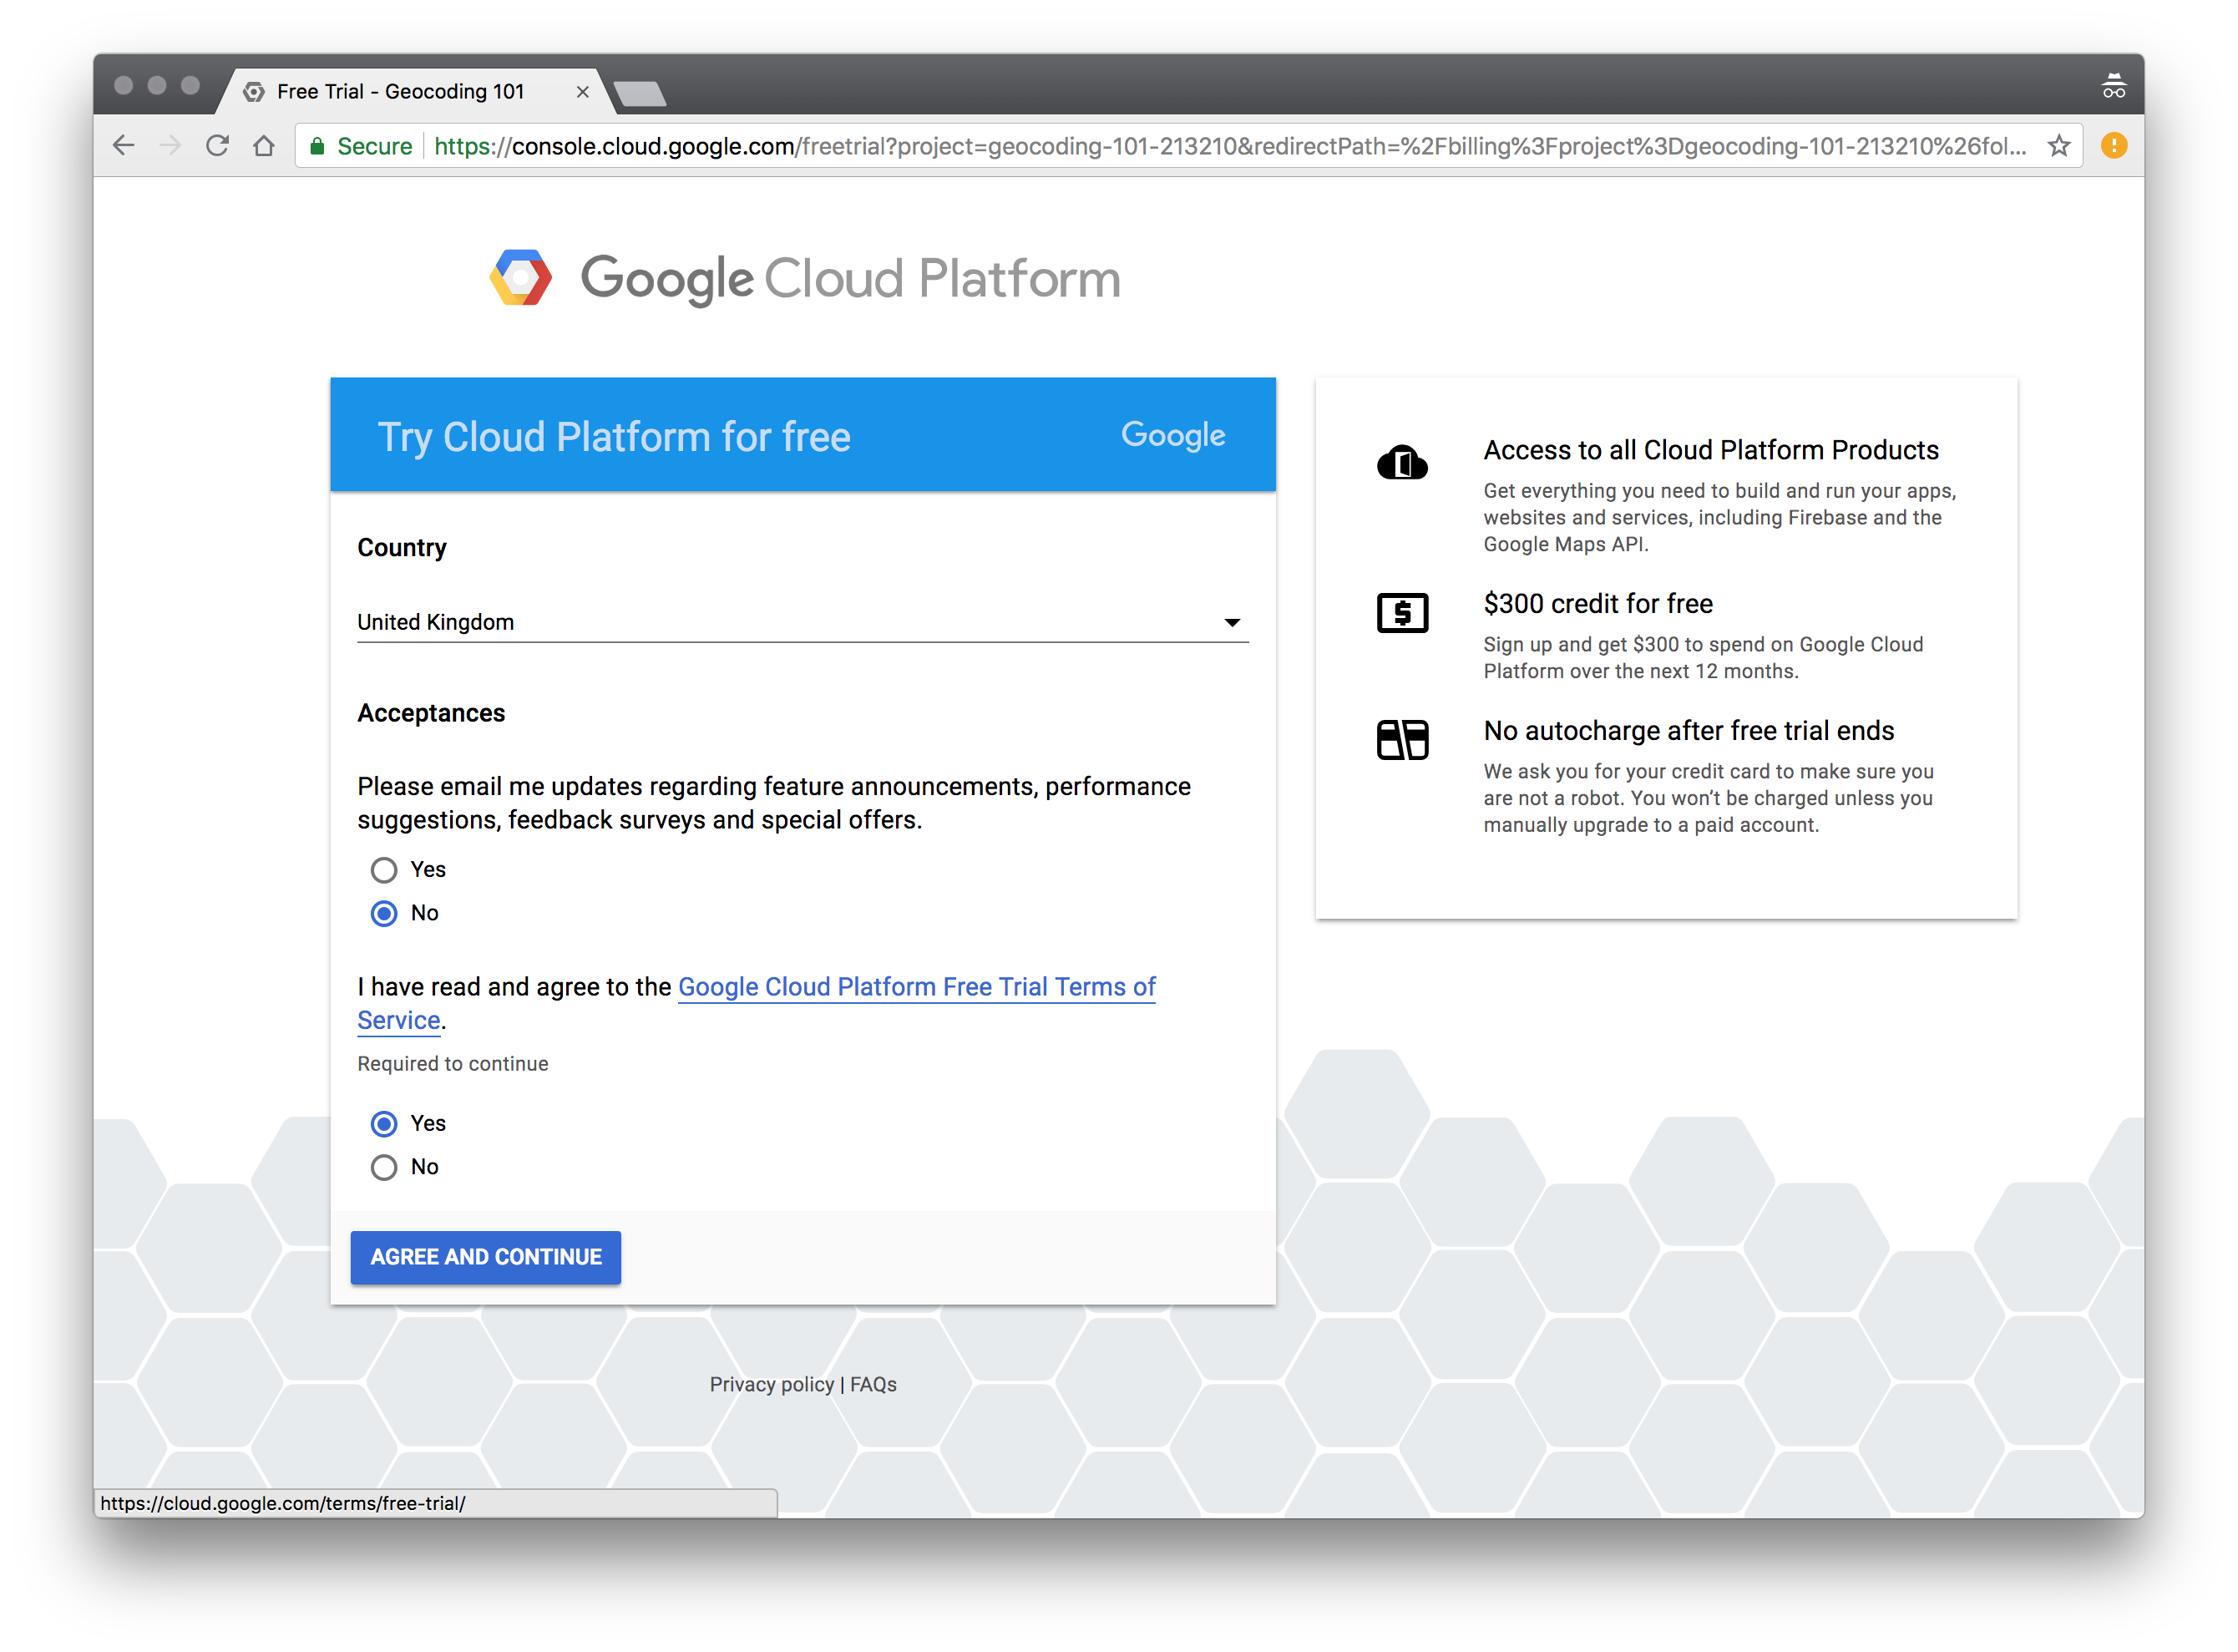 Free Trial - Geocoding 101
Secure https://console.cloud.google.com/freetrial?project=geocoding-101-213210&redirectPath=%2Fbilling%3Fproject%3Dgeocoding-101-213210%26fol...
Google Cloud Platform
Try Cloud Platform for free
Google
Country
United Kingdom
Acceptances
Please email me updates regarding feature announcements, performance
suggestions, feedback surveys and special offers.
Yes
No
I have read and agree to the Google Cloud Platform Free Trial Terms of
Service.
Required to continue
Yes
No
AGREE AND CONTINUE
Access to all Cloud Platform Products
Get everything you need to build and run your apps,
websites and services, including Firebase and the
Google Maps API.
$300 credit for free
Sign up and get $300 to spend on Google Cloud
Platform over the next 12 months.
No autocharge after free trial ends
We ask you for your credit card to make sure you
are not a robot. You won’t be charged unless you
manually upgrade to a paid account.
Privacy policy | FAQs
https://cloud.google.com/terms/free-trial/